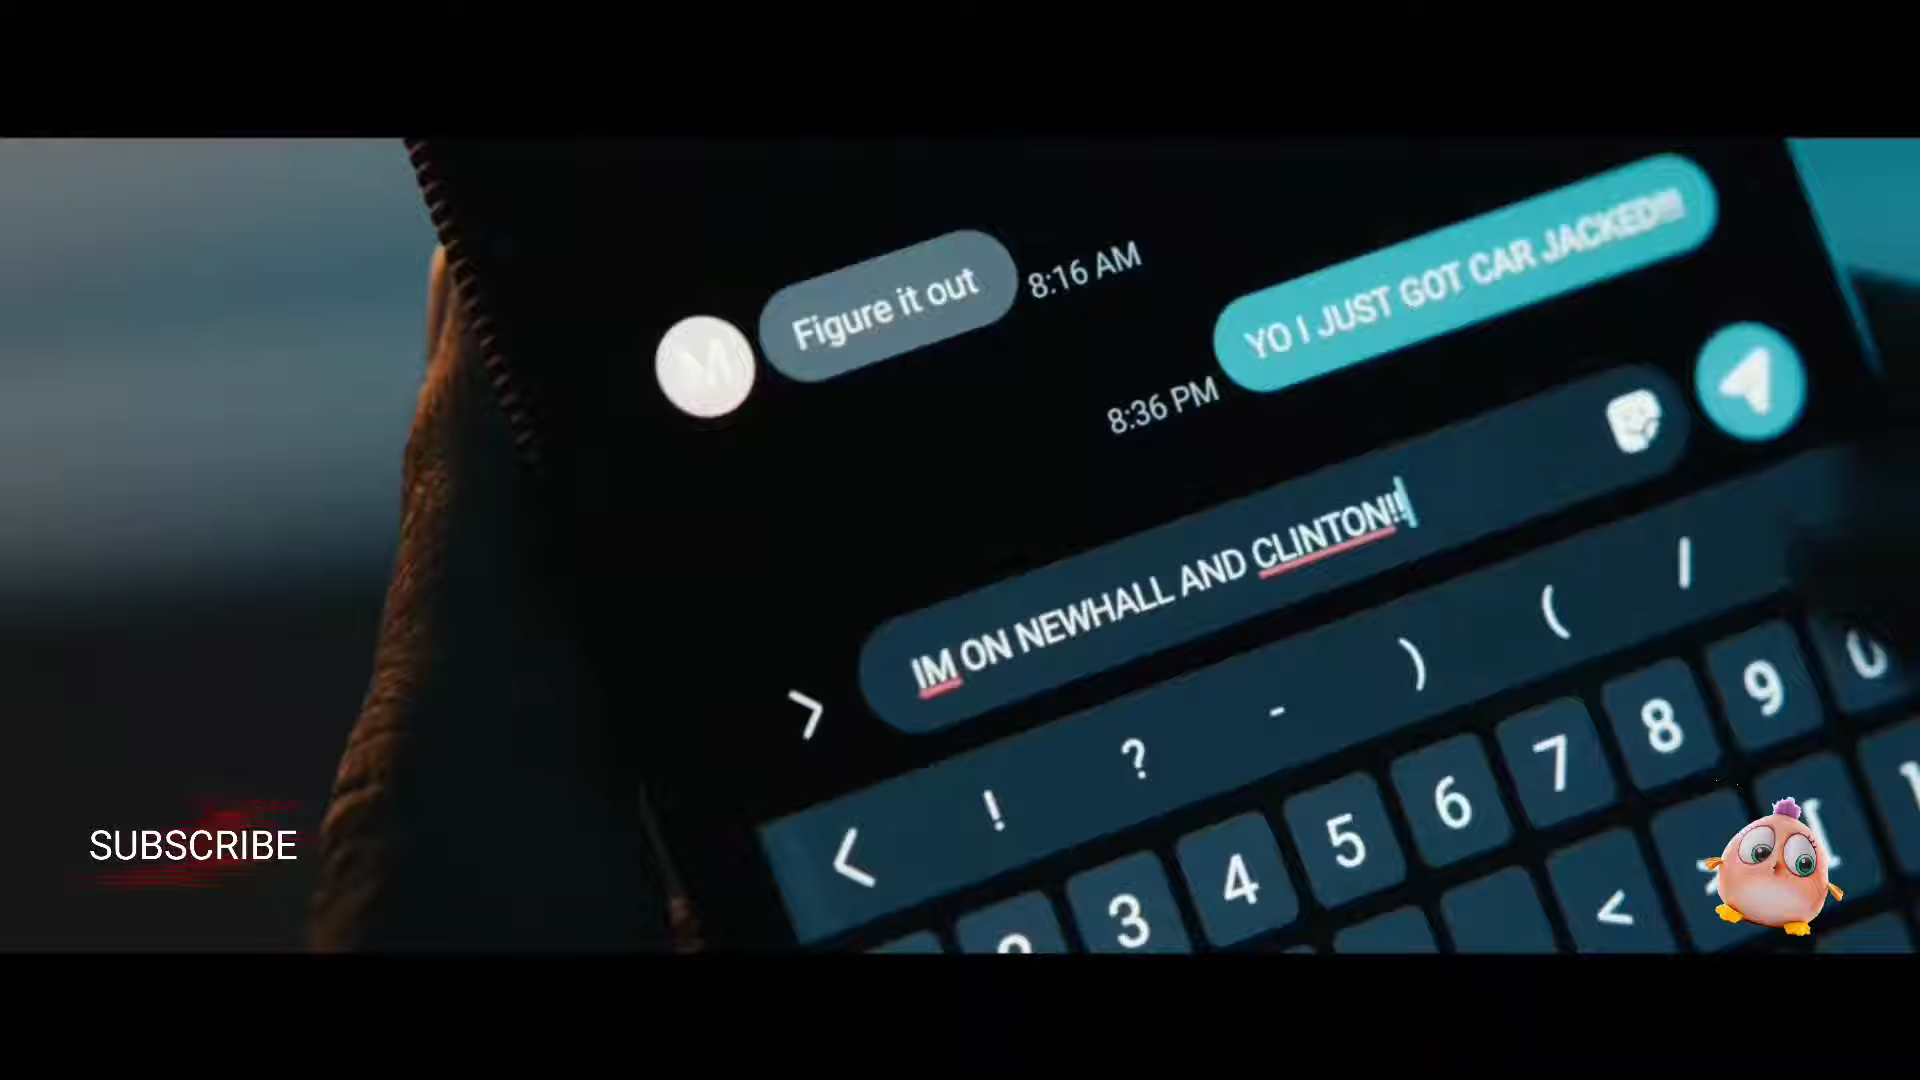 YO I JUST GOT CAR JACKED!!!!
Figure it out
8:16 AM
M
8:36 PM
IM ON NEWHALL AND CLINTON!!
! ? - ) ( /
3 4 5 6 7 8 9 0
<
SUBSCRIBE